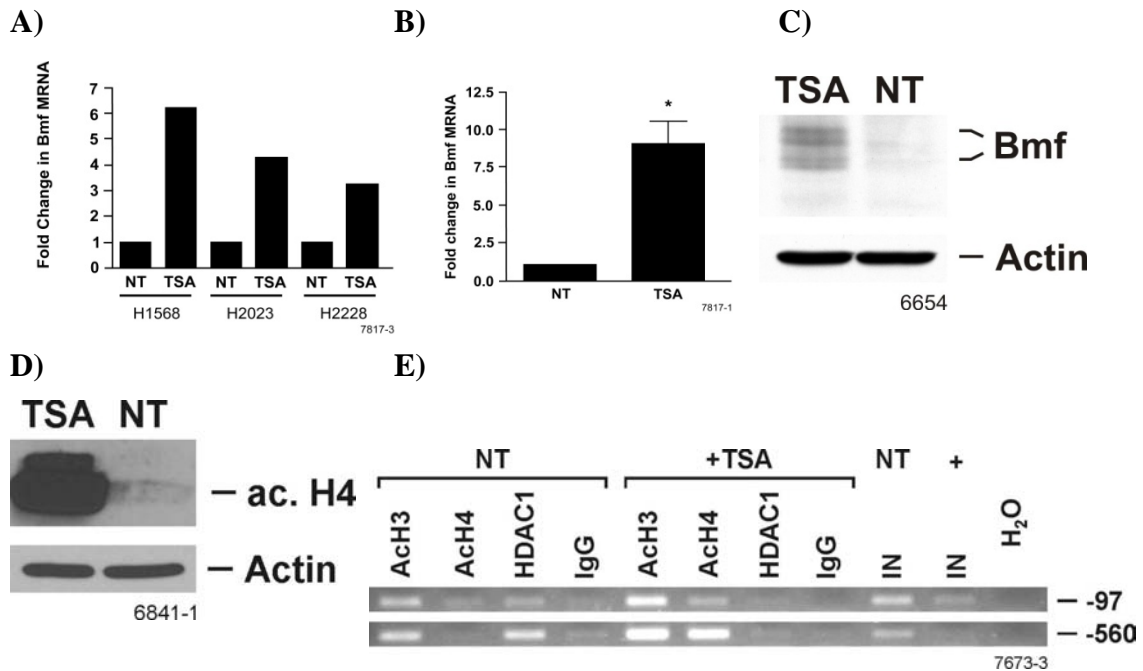 A)
Fold Change in Bmf MRNA
7
6
5
4
3
2
1
0
NT TSA NT TSA NT TSA
H1568 H2023 H2228
7817-3
B)
Fold change in Bmf MRNA
12.5
10.0
7.5
5.0
2.5
0.0
*
NT TSA
7817-1
C)
TSA NT
Bmf
Actin
6654
D)
TSA NT
ac. H4
Actin
6841-1
E)
NT +TSA NT +
AcH3 AcH4 HDAC1 IgG AcH3 AcH4 HDAC1 IgG IN IN H₂O
-97
-560
7673-3